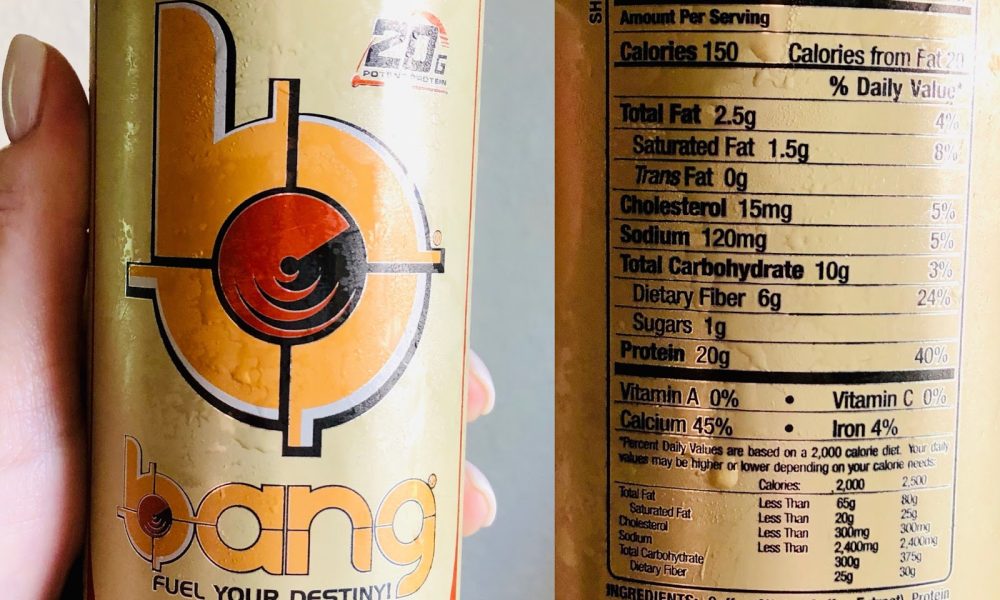 20G
POTENT PROTEIN
b
bang
FUEL YOUR DESTINY!
SH
Amount Per Serving
Calories 150 Calories from Fat 20
% Daily Value*
Total Fat 2.5g 4%
Saturated Fat 1.5g 8%
Trans Fat 0g
Cholesterol 15mg 5%
Sodium 120mg 5%
Total Carbohydrate 10g 3%
Dietary Fiber 6g 24%
Sugars 1g
Protein 20g 40%
Vitamin A 0% • Vitamin C 0%
Calcium 45% • Iron 4%
*Percent Daily Values are based on a 2,000 calorie diet. Your daily
values may be higher or lower depending on your calorie needs:
Calories: 2,000 2,500
Total Fat Less Than 65g 80g
Saturated Fat Less Than 20g 25g
Cholesterol Less Than 300mg 300mg
Sodium Less Than 2,400mg 2,400mg
Total Carbohydrate 300g 375g
Dietary Fiber 25g 30g
INGREDIENTS: Protein